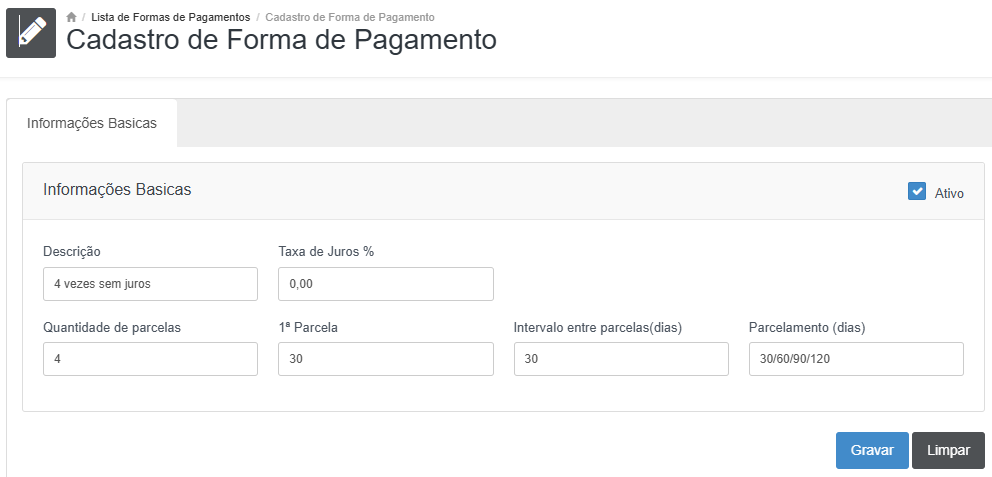 / Lista de Formas de Pagamentos / Cadastro de Forma de Pagamento
Cadastro de Forma de Pagamento
Informações Basicas
Informações Basicas
Ativo
Descrição
Taxa de Juros %
4 vezes sem juros
0,00
Quantidade de parcelas
1ª Parcela
Intervalo entre parcelas(dias)
Parcelamento (dias)
4
30
30
30/60/90/120
Gravar
Limpar